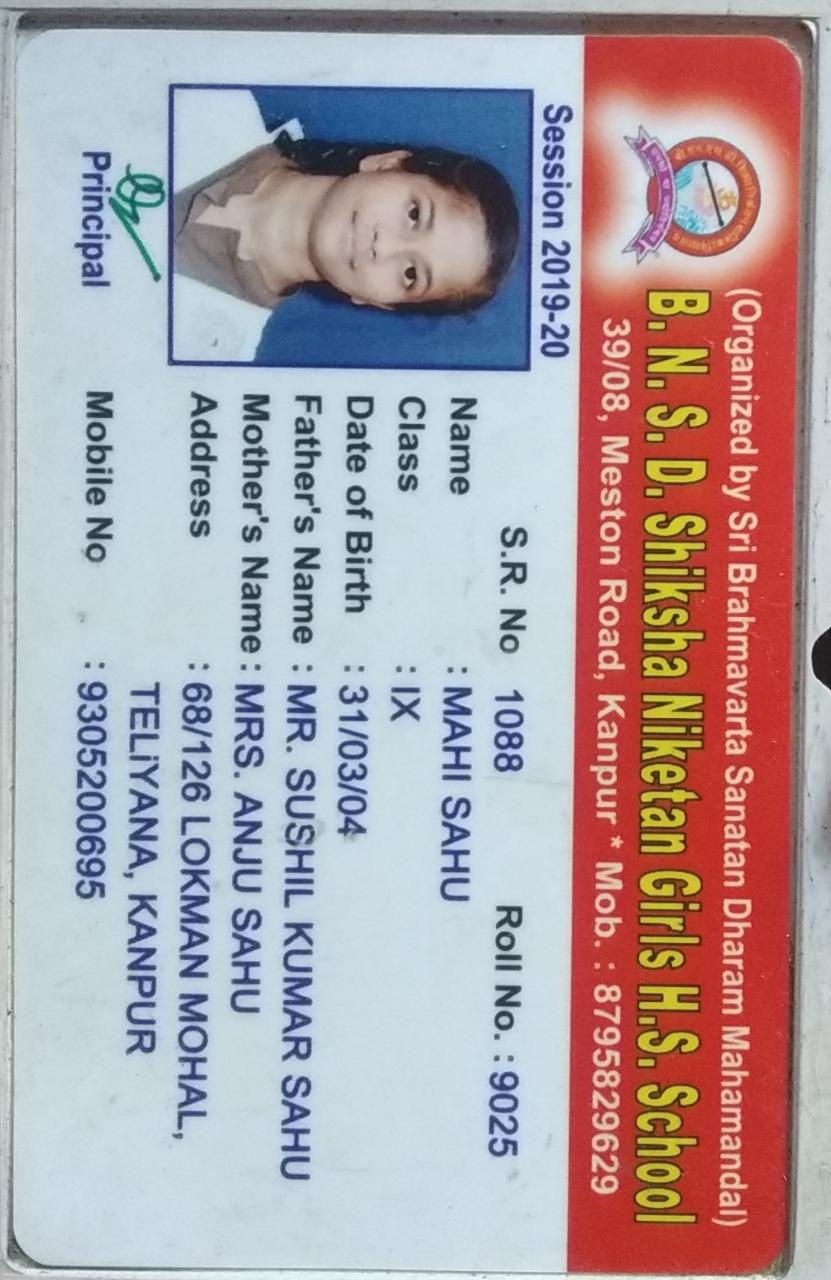 (Organized by Sri Brahmavarta Sanatan Dharam Mahamandal)
B. N. S. D. Shiksha Niketan Girls H.S. School
39/08, Meston Road, Kanpur * Mob. : 8795829629
Session 2019-20
S.R. No 1088 Roll No. : 9025
Name : MAHI SAHU
Class : IX
Date of Birth : 31/03/04
Father's Name : MR. SUSHIL KUMAR SAHU
Mother's Name : MRS. ANJU SAHU
Address : 68/126 LOKMAN MOHAL,
TELiYANA, KANPUR
Mobile No : 9305200695
Principal